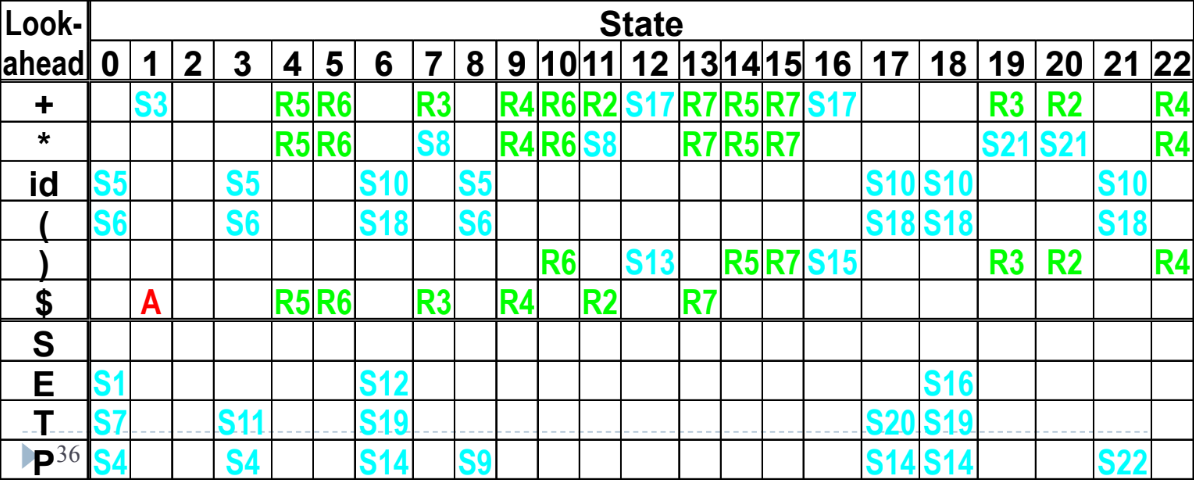 Look- State
ahead 0 1 2 3 4 5 6 7 8 9 10 11 12 13 14 15 16 17 18 19 20 21 22
+ S3 R5 R6 R3 R4 R6 R2 S17 R7 R5 R7 S17 R3 R2 R4
* R5 R6 S8 R4 R6 S8 R7 R5 R7 S21 S21 R4
id S5 S5 S10 S5 S10 S10 S10
( S6 S6 S18 S6 S18 S18 S18
) R6 S13 R5 R7 S15 R3 R2 R4
$ A R5 R6 R3 R4 R2 R7
S
E S1 S12 S16
T S7 S11 S19 S20 S19
P 36 S4 S4 S14 S9 S14 S14 S22